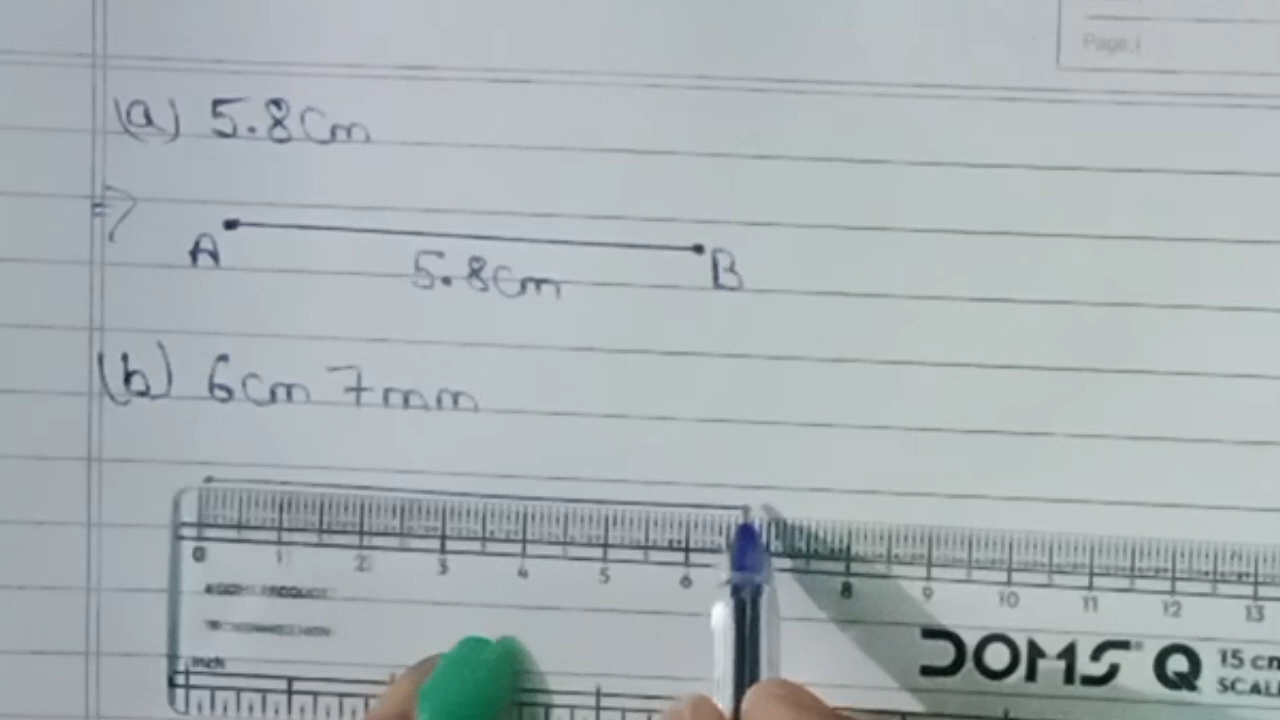 Page.
(a) 5.8cm
⇒
A B
5.8cm
(b) 6cm 7mm
0 1 2 3 4 5 6 8 9 10 11 12 13
Inch
DOMS Q 15 cm
SCAL